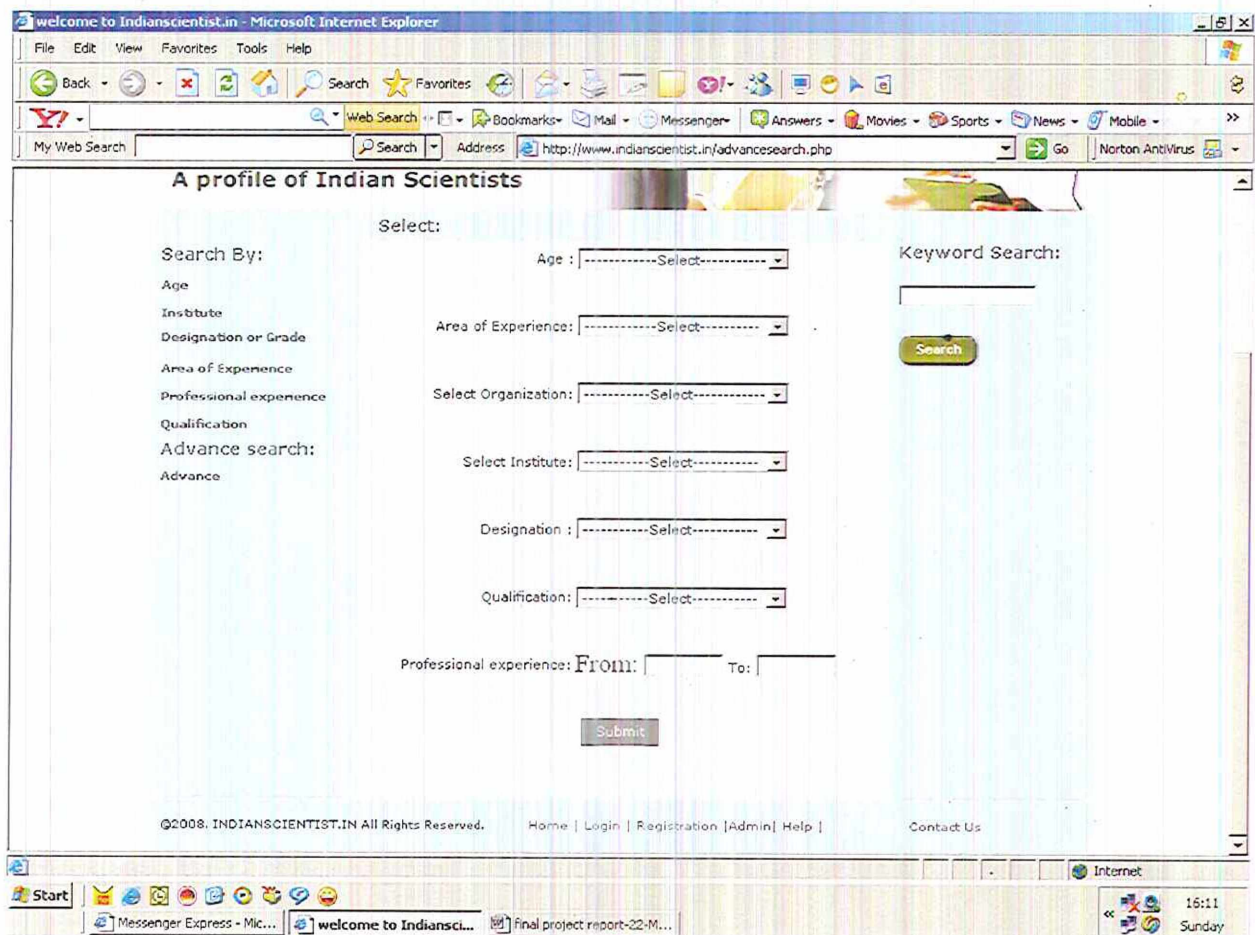 welcome to Indianscientist.in - Microsoft Internet Explorer
File Edit View Favorites Tools Help
Back Search Favorites
Y! Web Search Bookmarks Mail Messenger Answers Movies Sports News Mobile »
My Web Search Search Address http://www.indianscientist.in/advancesearch.php Go Norton AntiVirus
A profile of Indian Scientists
Select:
Search By:
Age
Institute
Designation or Grade
Area of Experience
Professional experience
Qualification
Advance search:
Advance
Age : -----------Select-----------
Area of Experience: -----------Select----------
Select Organization: ----------Select-----------
Select Institute: ----------Select-----------
Designation : ----------Select-----------
Qualification: ----------Select----------
Professional experience: From: To:
Submit
Keyword Search:
Search
©2008. INDIANSCIENTIST.IN All Rights Reserved. Home | Login | Registration |Admin| Help | Contact Us
Internet
Start « 16:11
Messenger Express - Mic... welcome to Indiansci... final project report-22-M... Sunday